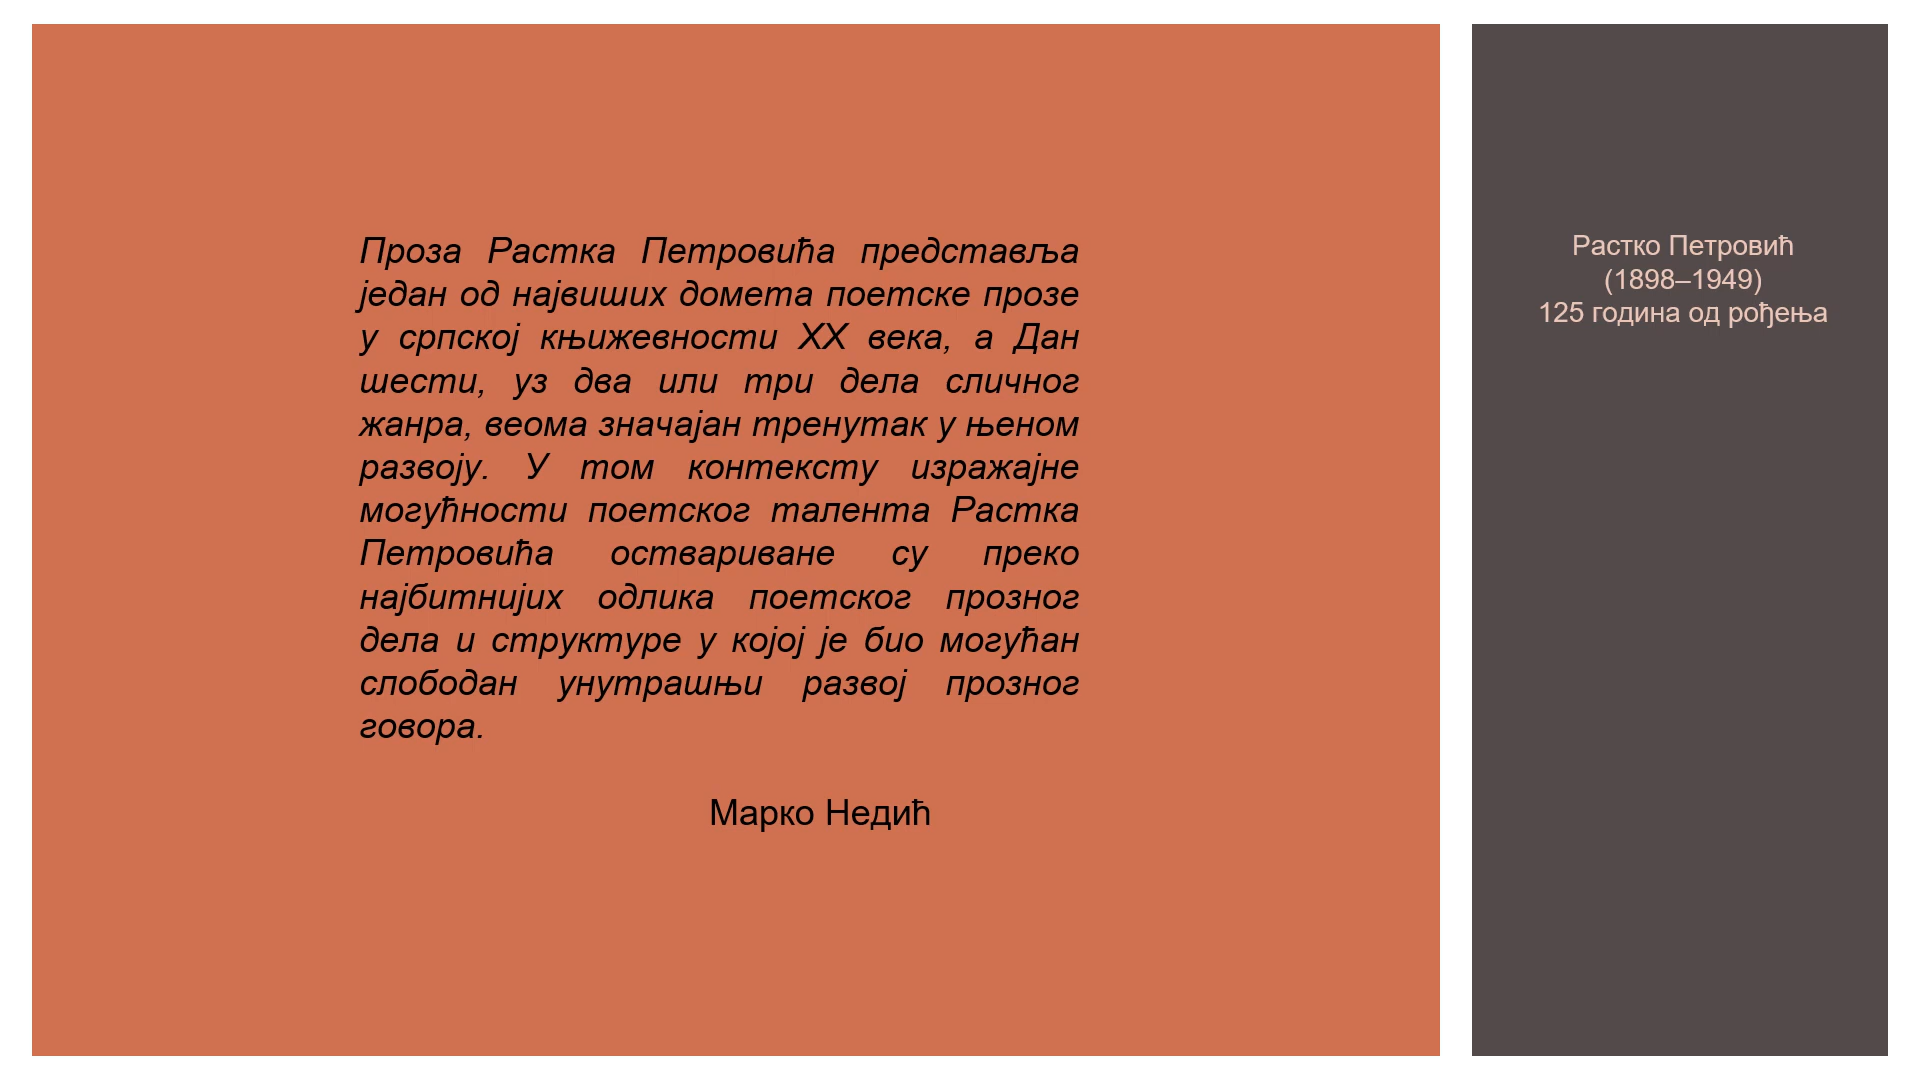 Проза Растка Петровића представља
један од највиших домета поетске прозе
у српској књижевности XX века, а Дан
шести, уз два или три дела сличног
жанра, веома значајан тренутак у њеном
развоју. У том контексту изражајне
могућности поетског талента Растка
Петровића оствариване су преко
најбитнијих одлика поетског прозног
дела и структуре у којој је био могућан
слободан унутрашњи развој прозног
говора.
Марко Недић
Растко Петровић
(1898–1949)
125 година од рођења